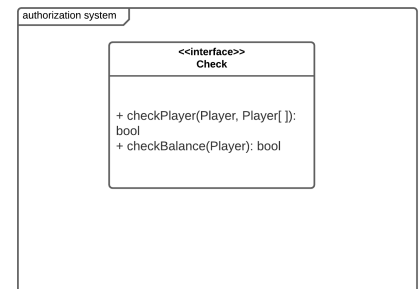 authorization system
<<interface>>
Check
+ checkPlayer(Player, Player[ ]):
bool
+ checkBalance(Player): bool